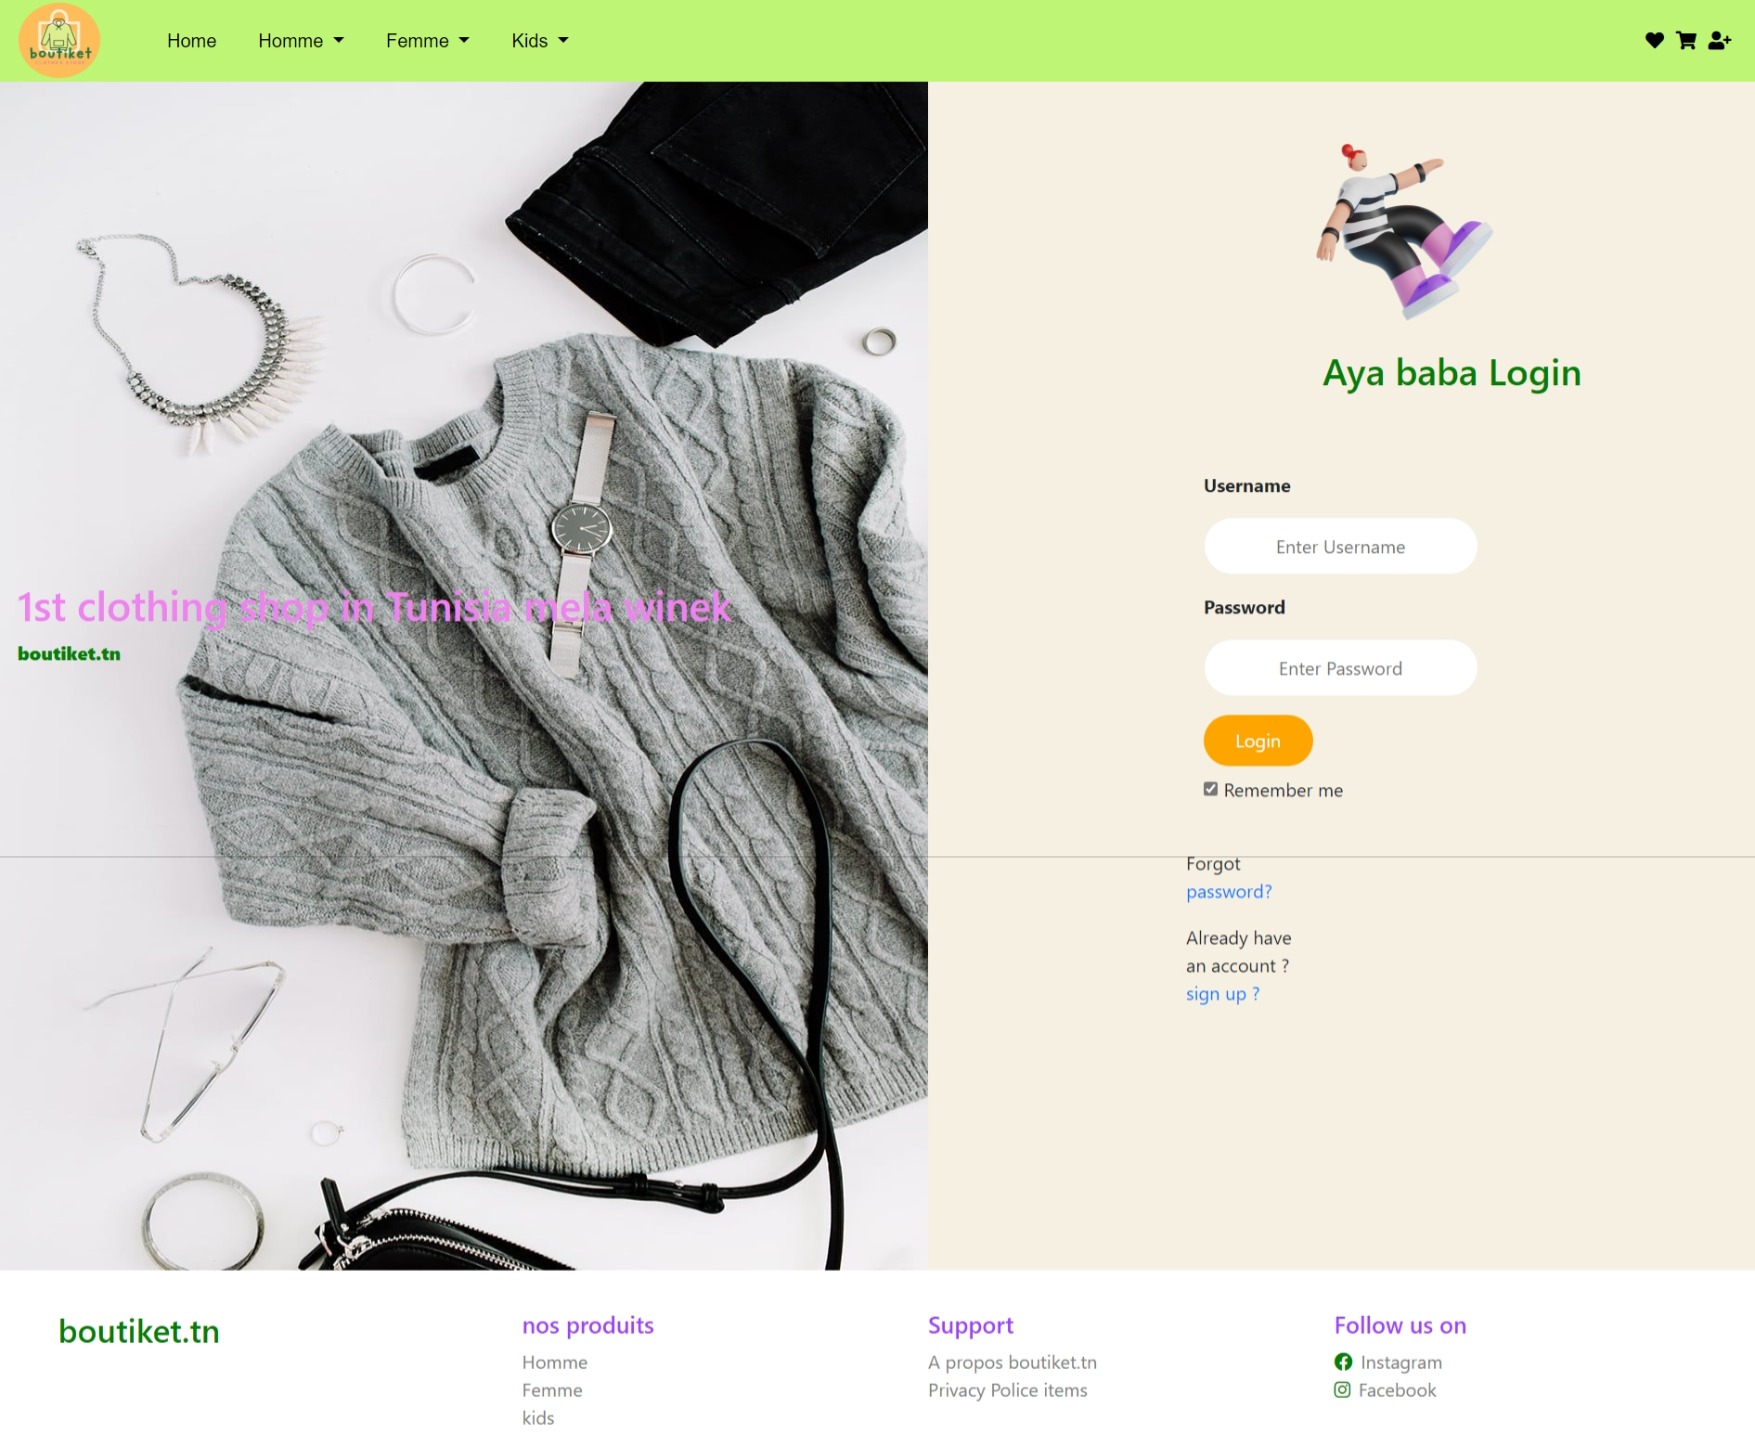 boutiket
Home
Homme
Femme
Kids
Aya baba Login
Username
Enter Username
Password
Enter Password
Login
Remember me
1st clothing shop in Tunisia mela winek
boutiket.tn
Forgot
password?
Already have
an account ?
sign up ?
boutiket.tn
nos produits
Homme
Femme
kids
Support
A propos boutiket.tn
Privacy Police items
Follow us on
Instagram
Facebook